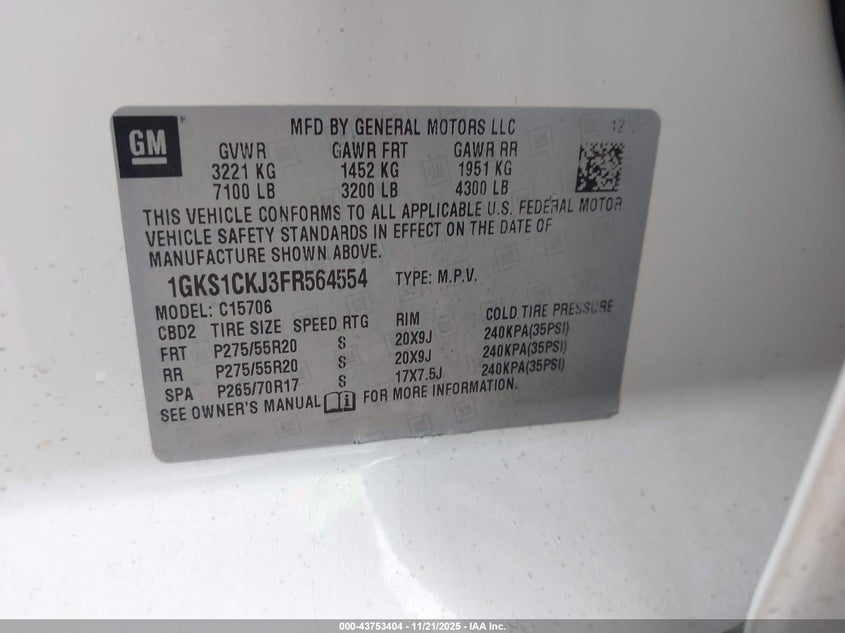 GM
MFD BY GENERAL MOTORS LLC
12
GVWR GAWR FRT GAWR RR
3221 KG 1452 KG 1951 KG
7100 LB 3200 LB 4300 LB
THIS VEHICLE CONFORMS TO ALL APPLICABLE U.S. FEDERAL MOTOR
VEHICLE SAFETY STANDARDS IN EFFECT ON THE DATE OF
MANUFACTURE SHOWN ABOVE.
1GKS1CKJ3FR564554 TYPE: M.P.V.
MODEL: C15706
CBD2 TIRE SIZE SPEED RTG RIM COLD TIRE PRESSURE
FRT P275/55R20 S 20X9J 240KPA(35PSI)
RR P275/55R20 S 20X9J 240KPA(35PSI)
SPA P265/70R17 S 17X7.5J 240KPA(35PSI)
SEE OWNER'S MANUAL FOR MORE INFORMATION.
000-43753404 - 11/21/2025 - IAA Inc.